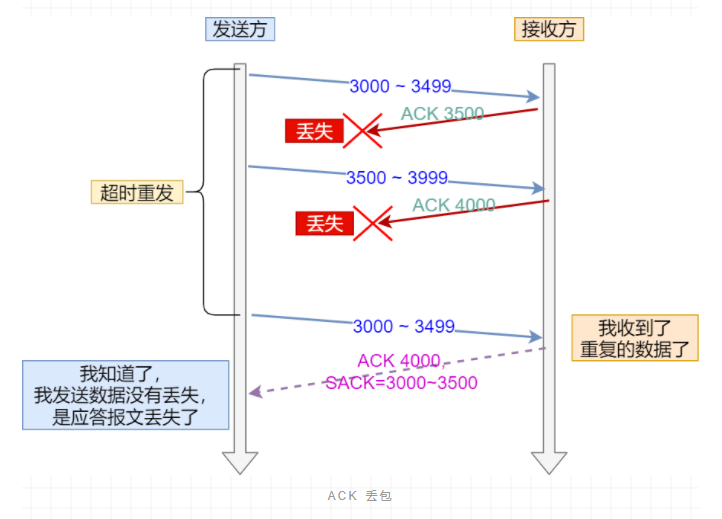 发送方
接收方
3000 ~ 3499
ACK 3500
丢失
3500 ~ 3999
超时重发
ACK 4000
丢失
3000 ~ 3499
我收到了
重复的数据了
ACK 4000,
SACK=3000~3500
我知道了，
我发送数据没有丢失，
是应答报文丢失了
ACK 丢包